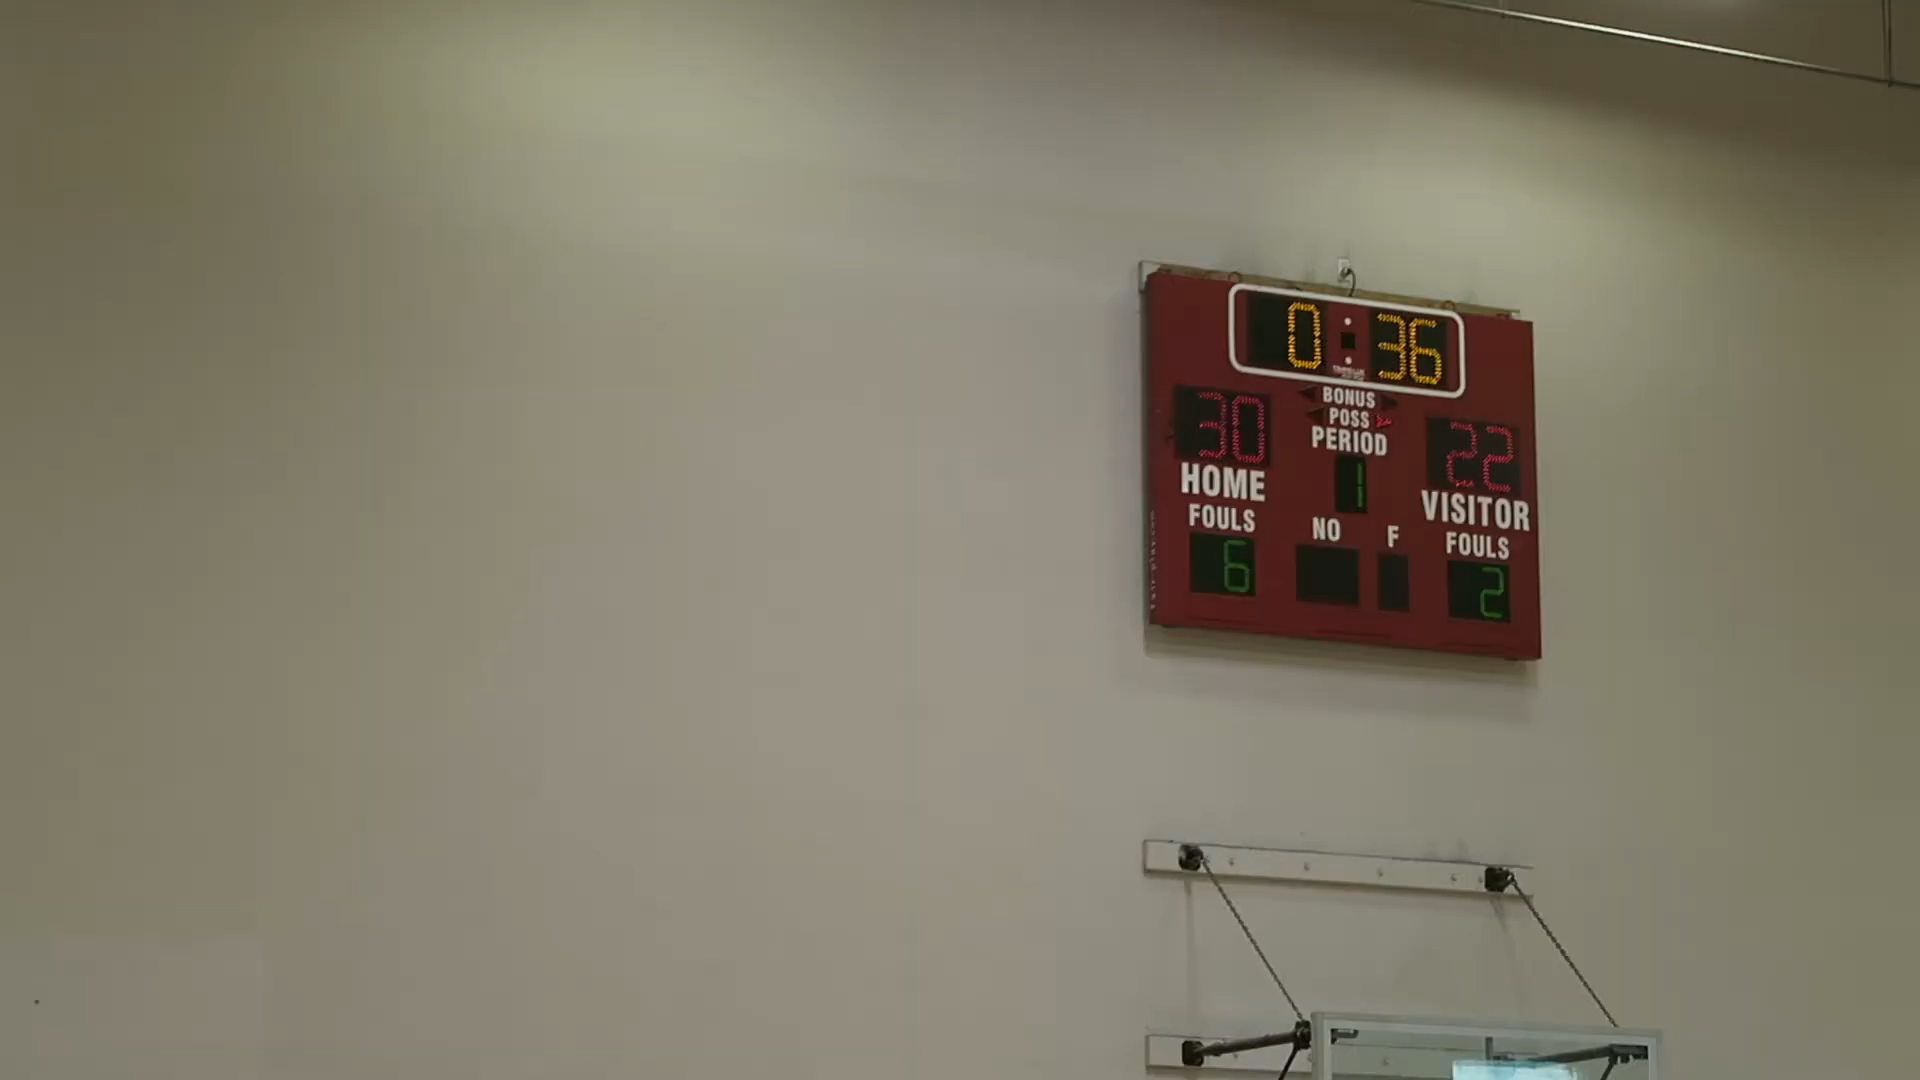 0:36
BONUS
POSS
30 PERIOD 22
HOME 1 VISITOR
FOULS NO F FOULS
6 2